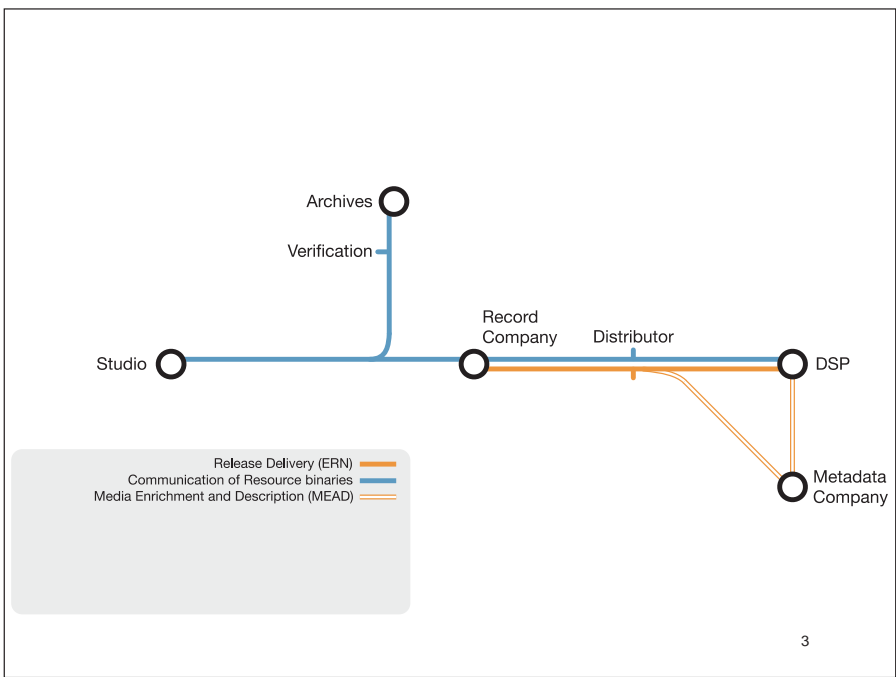 Archives
Verification
Record
Company
Distributor
Studio
DSP
Release Delivery (ERN)
Communication of Resource binaries
Media Enrichment and Description (MEAD)
Metadata
Company
3